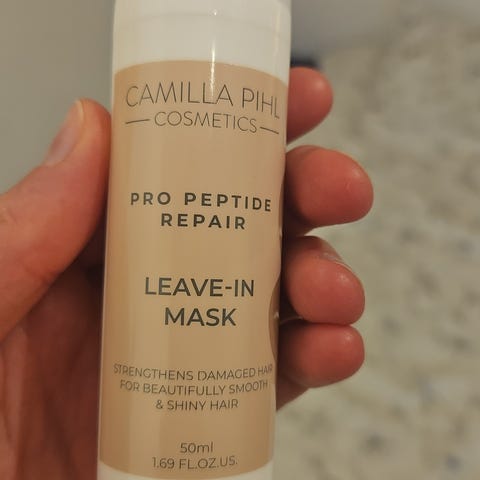 CAMILLA PIHL
COSMETICS
PRO PEPTIDE
REPAIR
LEAVE-IN
MASK
STRENGTHENS DAMAGED HAIR
FOR BEAUTIFULLY SMOOTH
& SHINY HAIR
50ml
1.69 FL.OZ.US.